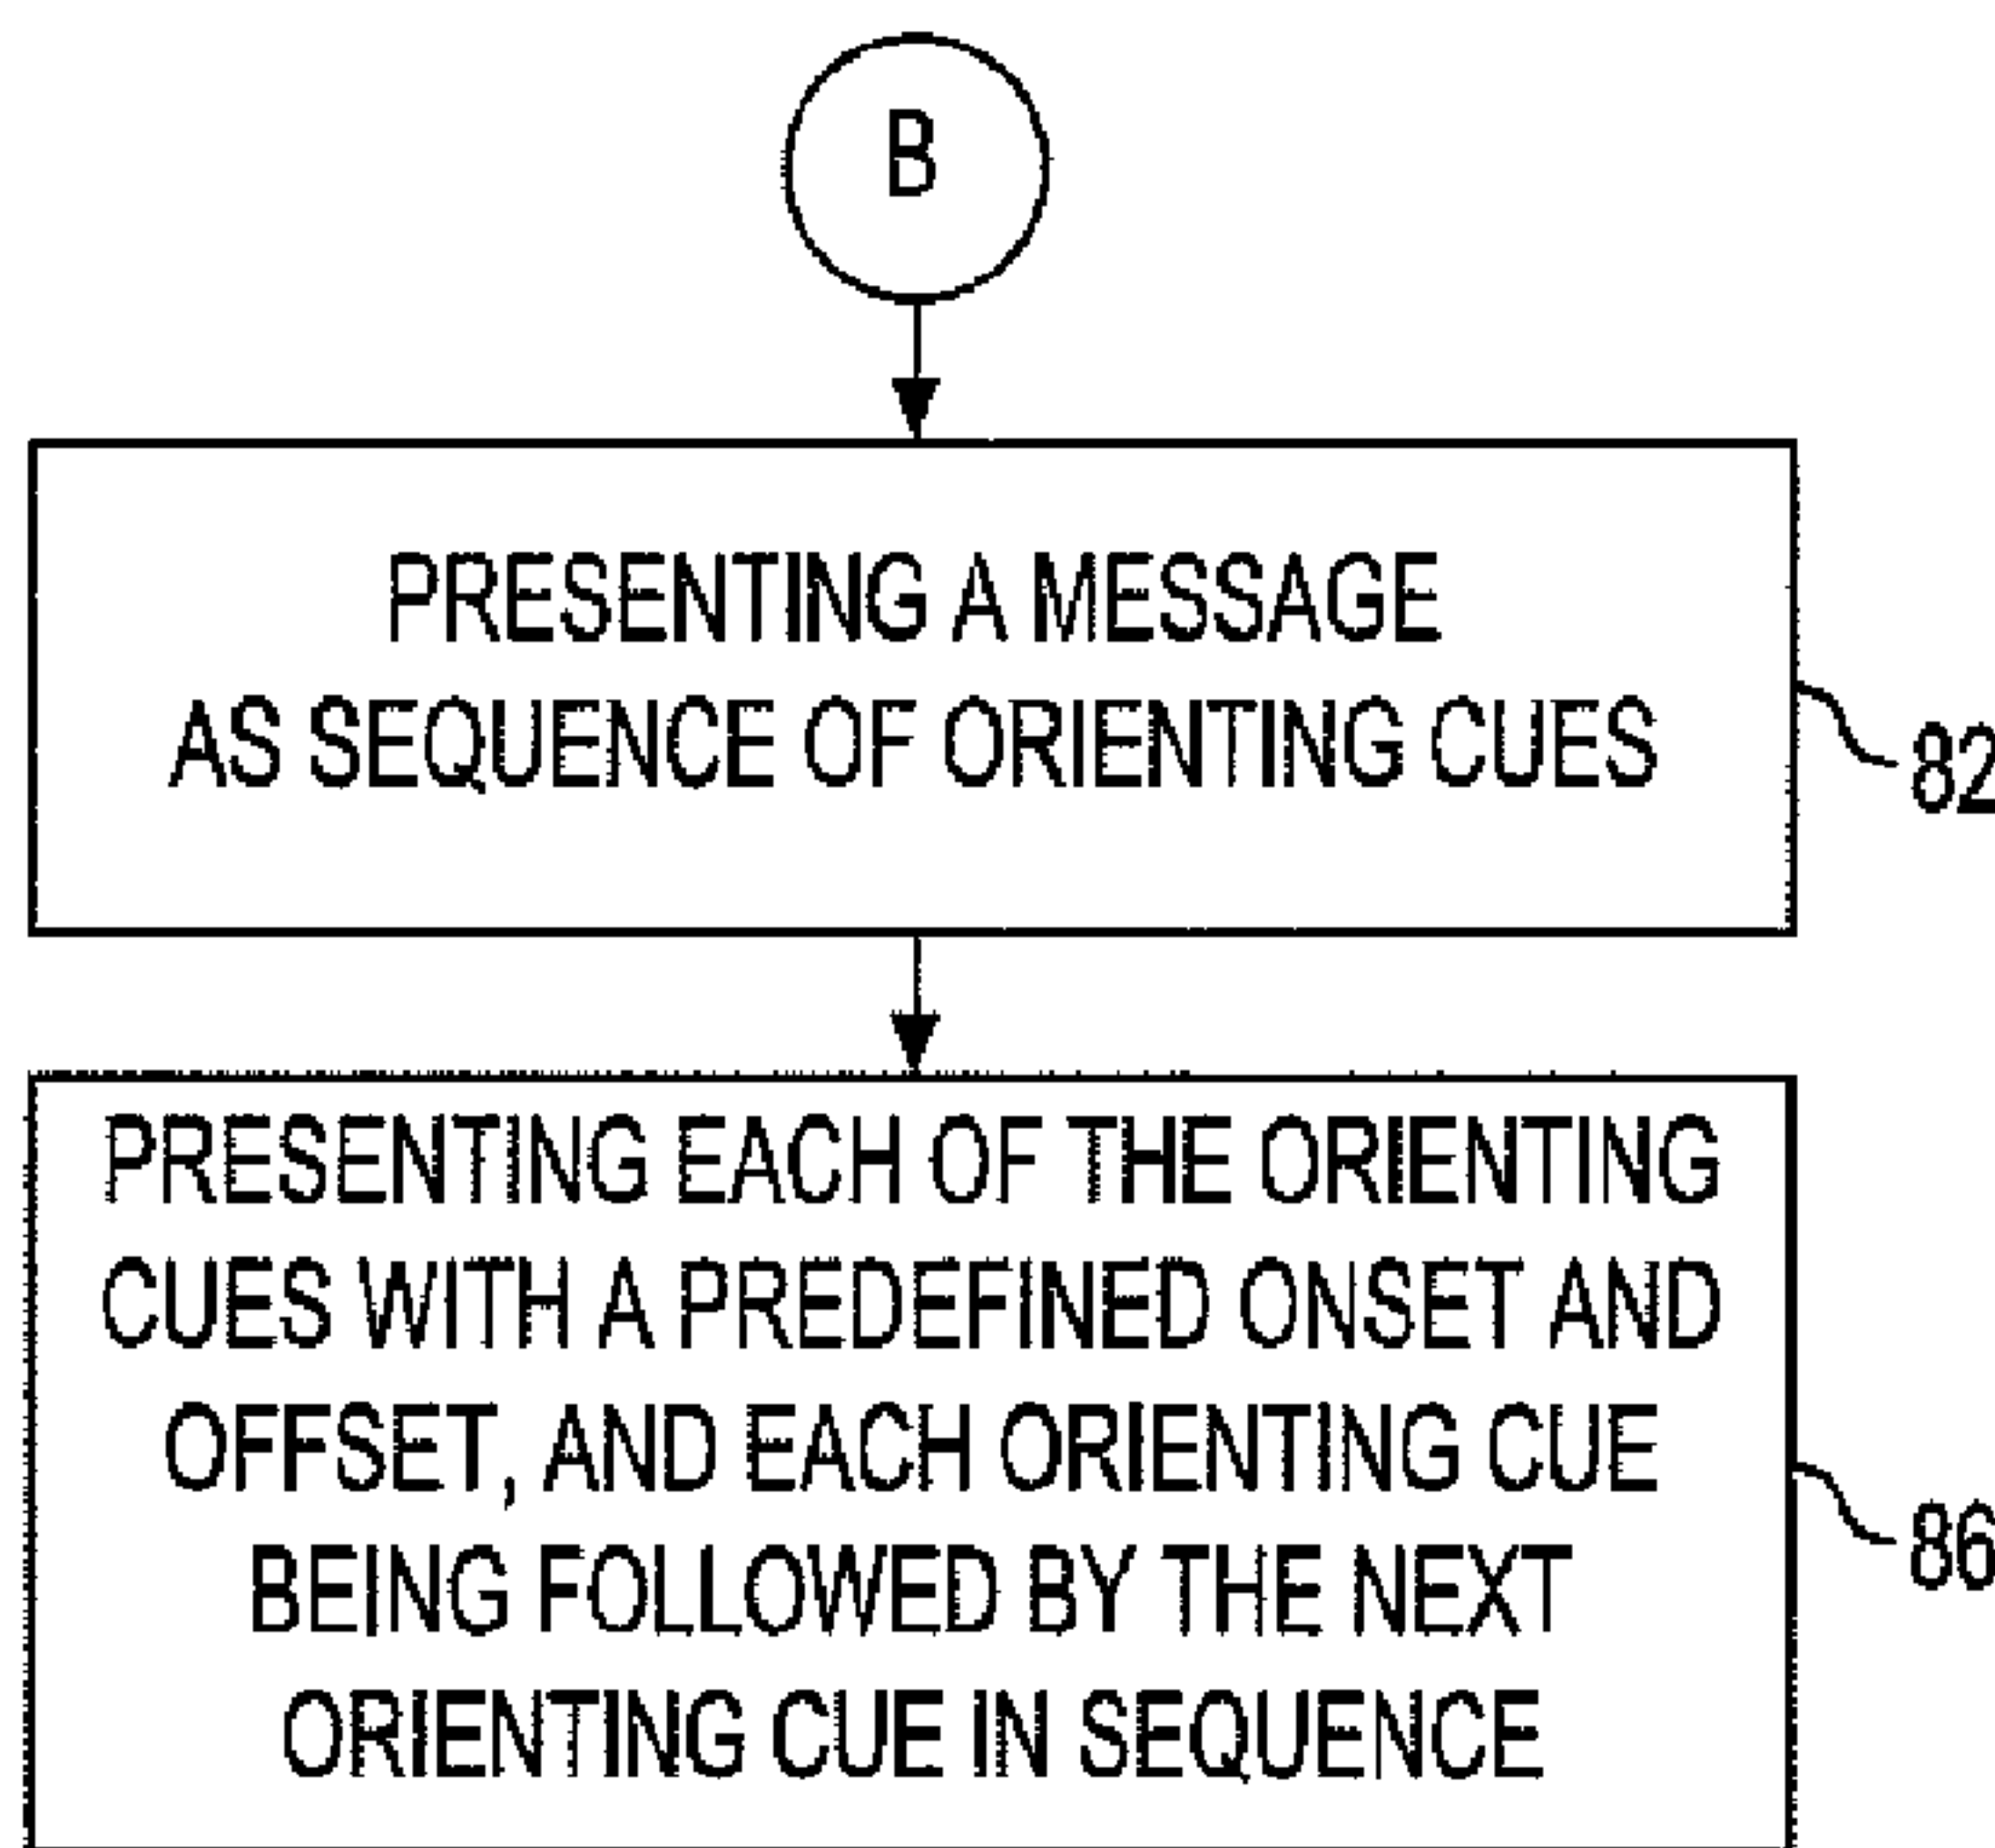 B
PRESENTING A MESSAGE
AS SEQUENCE OF ORIENTING CUES
82
PRESENTING EACH OF THE ORIENTING
CUES WITH A PREDEFINED ONSET AND
OFFSET, AND EACH ORIENTING CUE
BEING FOLLOWED BY THE NEXT
ORIENTING CUE IN SEQUENCE
86